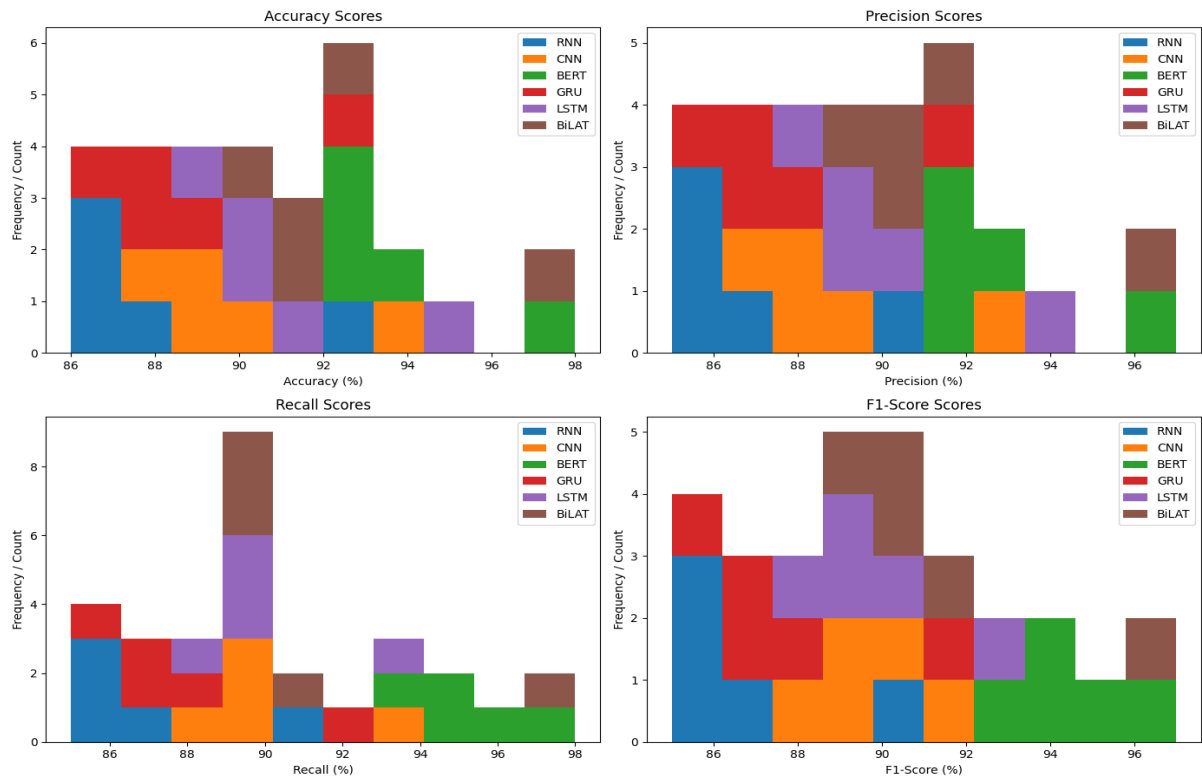 Accuracy Scores
Frequency / Count
6
5
4
3
2
1
0
86
88
90
92
94
96
98
Accuracy (%)
RNN
CNN
BERT
GRU
LSTM
BiLAT
Precision Scores
Frequency / Count
5
4
3
2
1
0
86
88
90
92
94
96
Precision (%)
RNN
CNN
BERT
GRU
LSTM
BiLAT
Recall Scores
Frequency / Count
8
6
4
2
0
86
88
90
92
94
96
98
Recall (%)
RNN
CNN
BERT
GRU
LSTM
BiLAT
F1-Score Scores
Frequency / Count
5
4
3
2
1
0
86
88
90
92
94
96
F1-Score (%)
RNN
CNN
BERT
GRU
LSTM
BiLAT